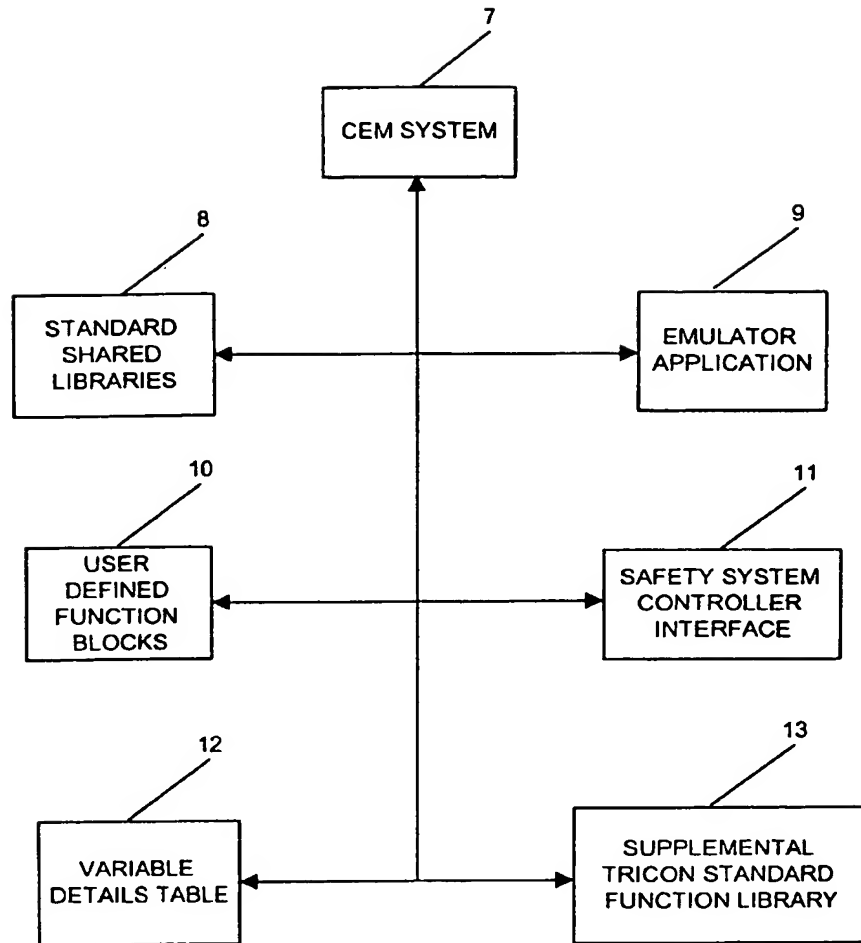 7
CEM SYSTEM
8
9
STANDARD
SHARED
LIBRARIES
EMULATOR
APPLICATION
10
11
USER
DEFINED
FUNCTION
BLOCKS
SAFETY SYSTEM
CONTROLLER
INTERFACE
12
13
VARIABLE
DETAILS TABLE
SUPPLEMENTAL
TRICON STANDARD
FUNCTION LIBRARY